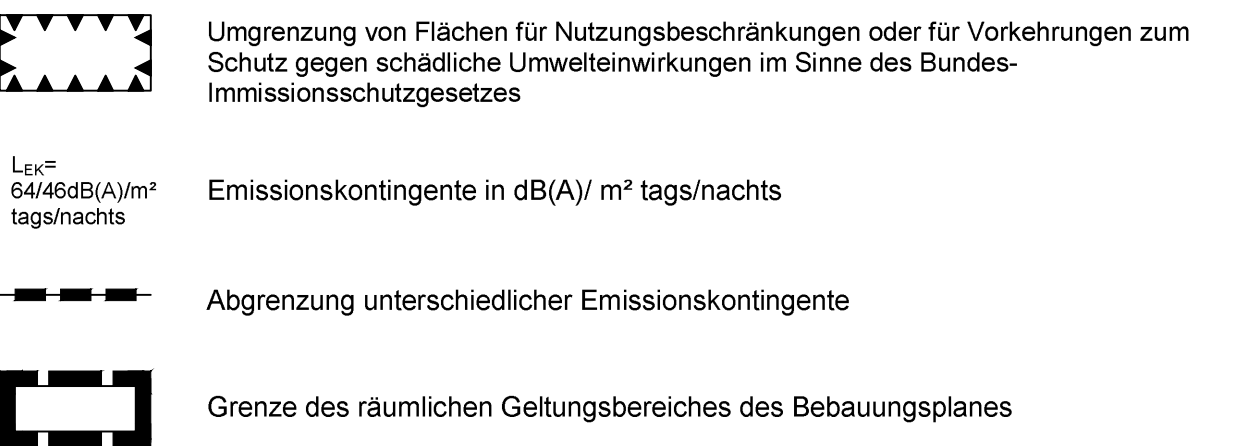 Umgrenzung von Flächen für Nutzungsbeschränkungen oder für Vorkehrungen zum
Schutz gegen schädliche Umwelteinwirkungen im Sinne des Bundes-
Immissionsschutzgesetzes
L_EK=
64/46dB(A)/m²
tags/nachts
Emissionskontingente in dB(A)/ m² tags/nachts
Abgrenzung unterschiedlicher Emissionskontingente
Grenze des räumlichen Geltungsbereiches des Bebauungsplanes